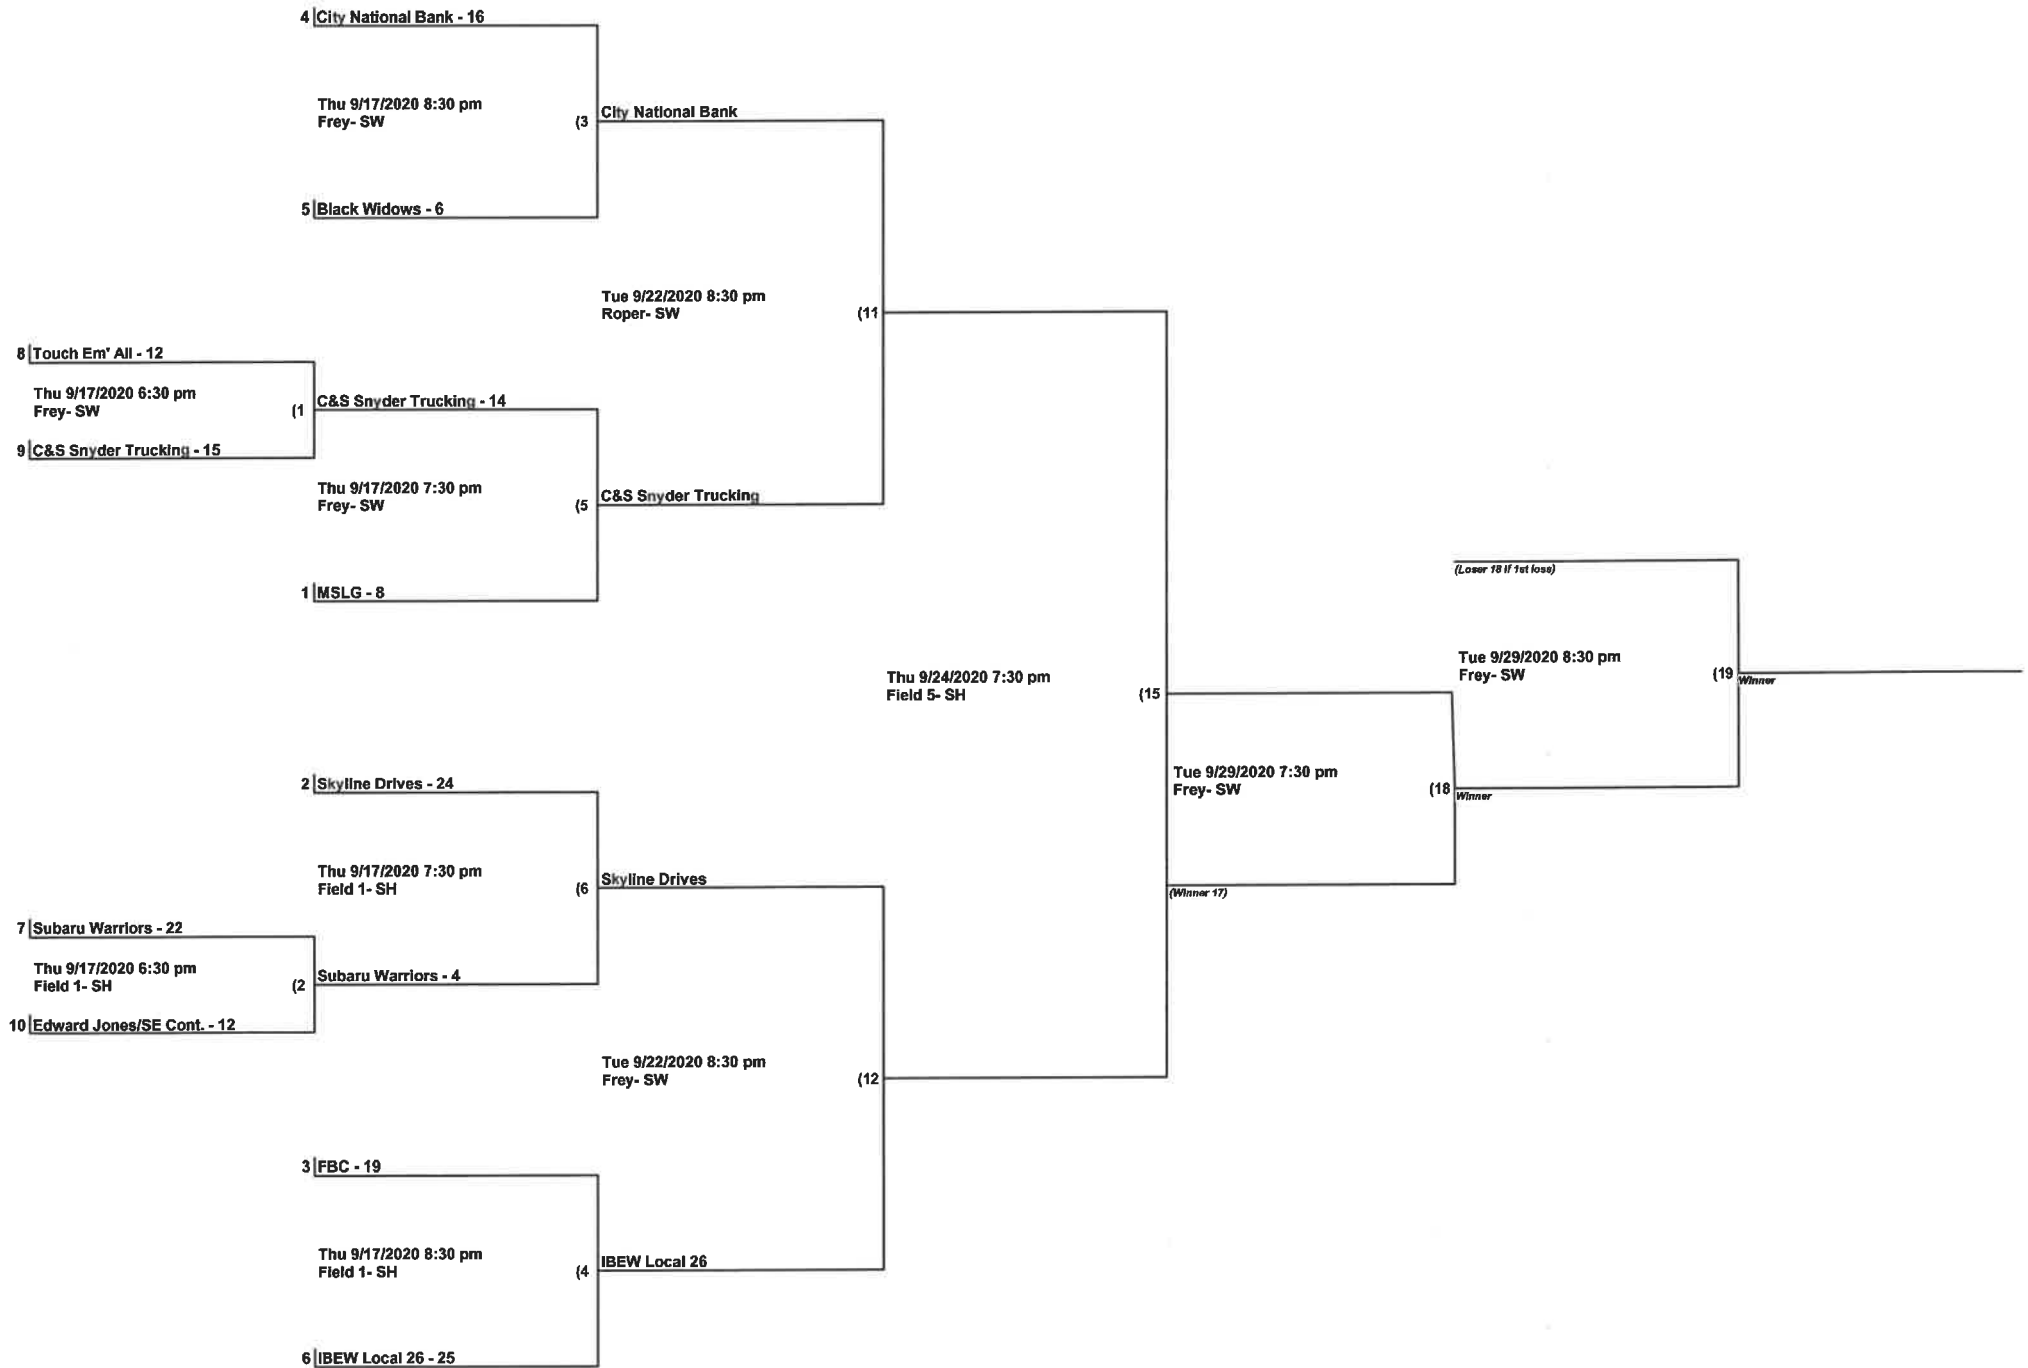 4 City National Bank - 16
Thu 9/17/2020 8:30 pm
Frey- SW
(3
City National Bank
5 Black Widows - 6
Tue 9/22/2020 8:30 pm
Roper- SW
(11
8 Touch Em' All - 12
Thu 9/17/2020 6:30 pm
Frey- SW
(1
C&S Snyder Trucking - 14
9 C&S Snyder Trucking - 15
Thu 9/17/2020 7:30 pm
Frey- SW
(5
C&S Snyder Trucking
1 MSLG - 8
(Loser 18 if 1st loss)
Thu 9/24/2020 7:30 pm
Field 5- SH
(15
Tue 9/29/2020 8:30 pm
Frey- SW
(19
Winner
2 Skyline Drives - 24
Tue 9/29/2020 7:30 pm
Frey- SW
(18
Winner
Thu 9/17/2020 7:30 pm
Field 1- SH
(6
Skyline Drives
(Winner 17)
7 Subaru Warriors - 22
Thu 9/17/2020 6:30 pm
Field 1- SH
(2
Subaru Warriors - 4
10 Edward Jones/SE Cont. - 12
Tue 9/22/2020 8:30 pm
Frey- SW
(12
3 FBC - 19
Thu 9/17/2020 8:30 pm
Field 1- SH
(4
IBEW Local 26
6 IBEW Local 26 - 25